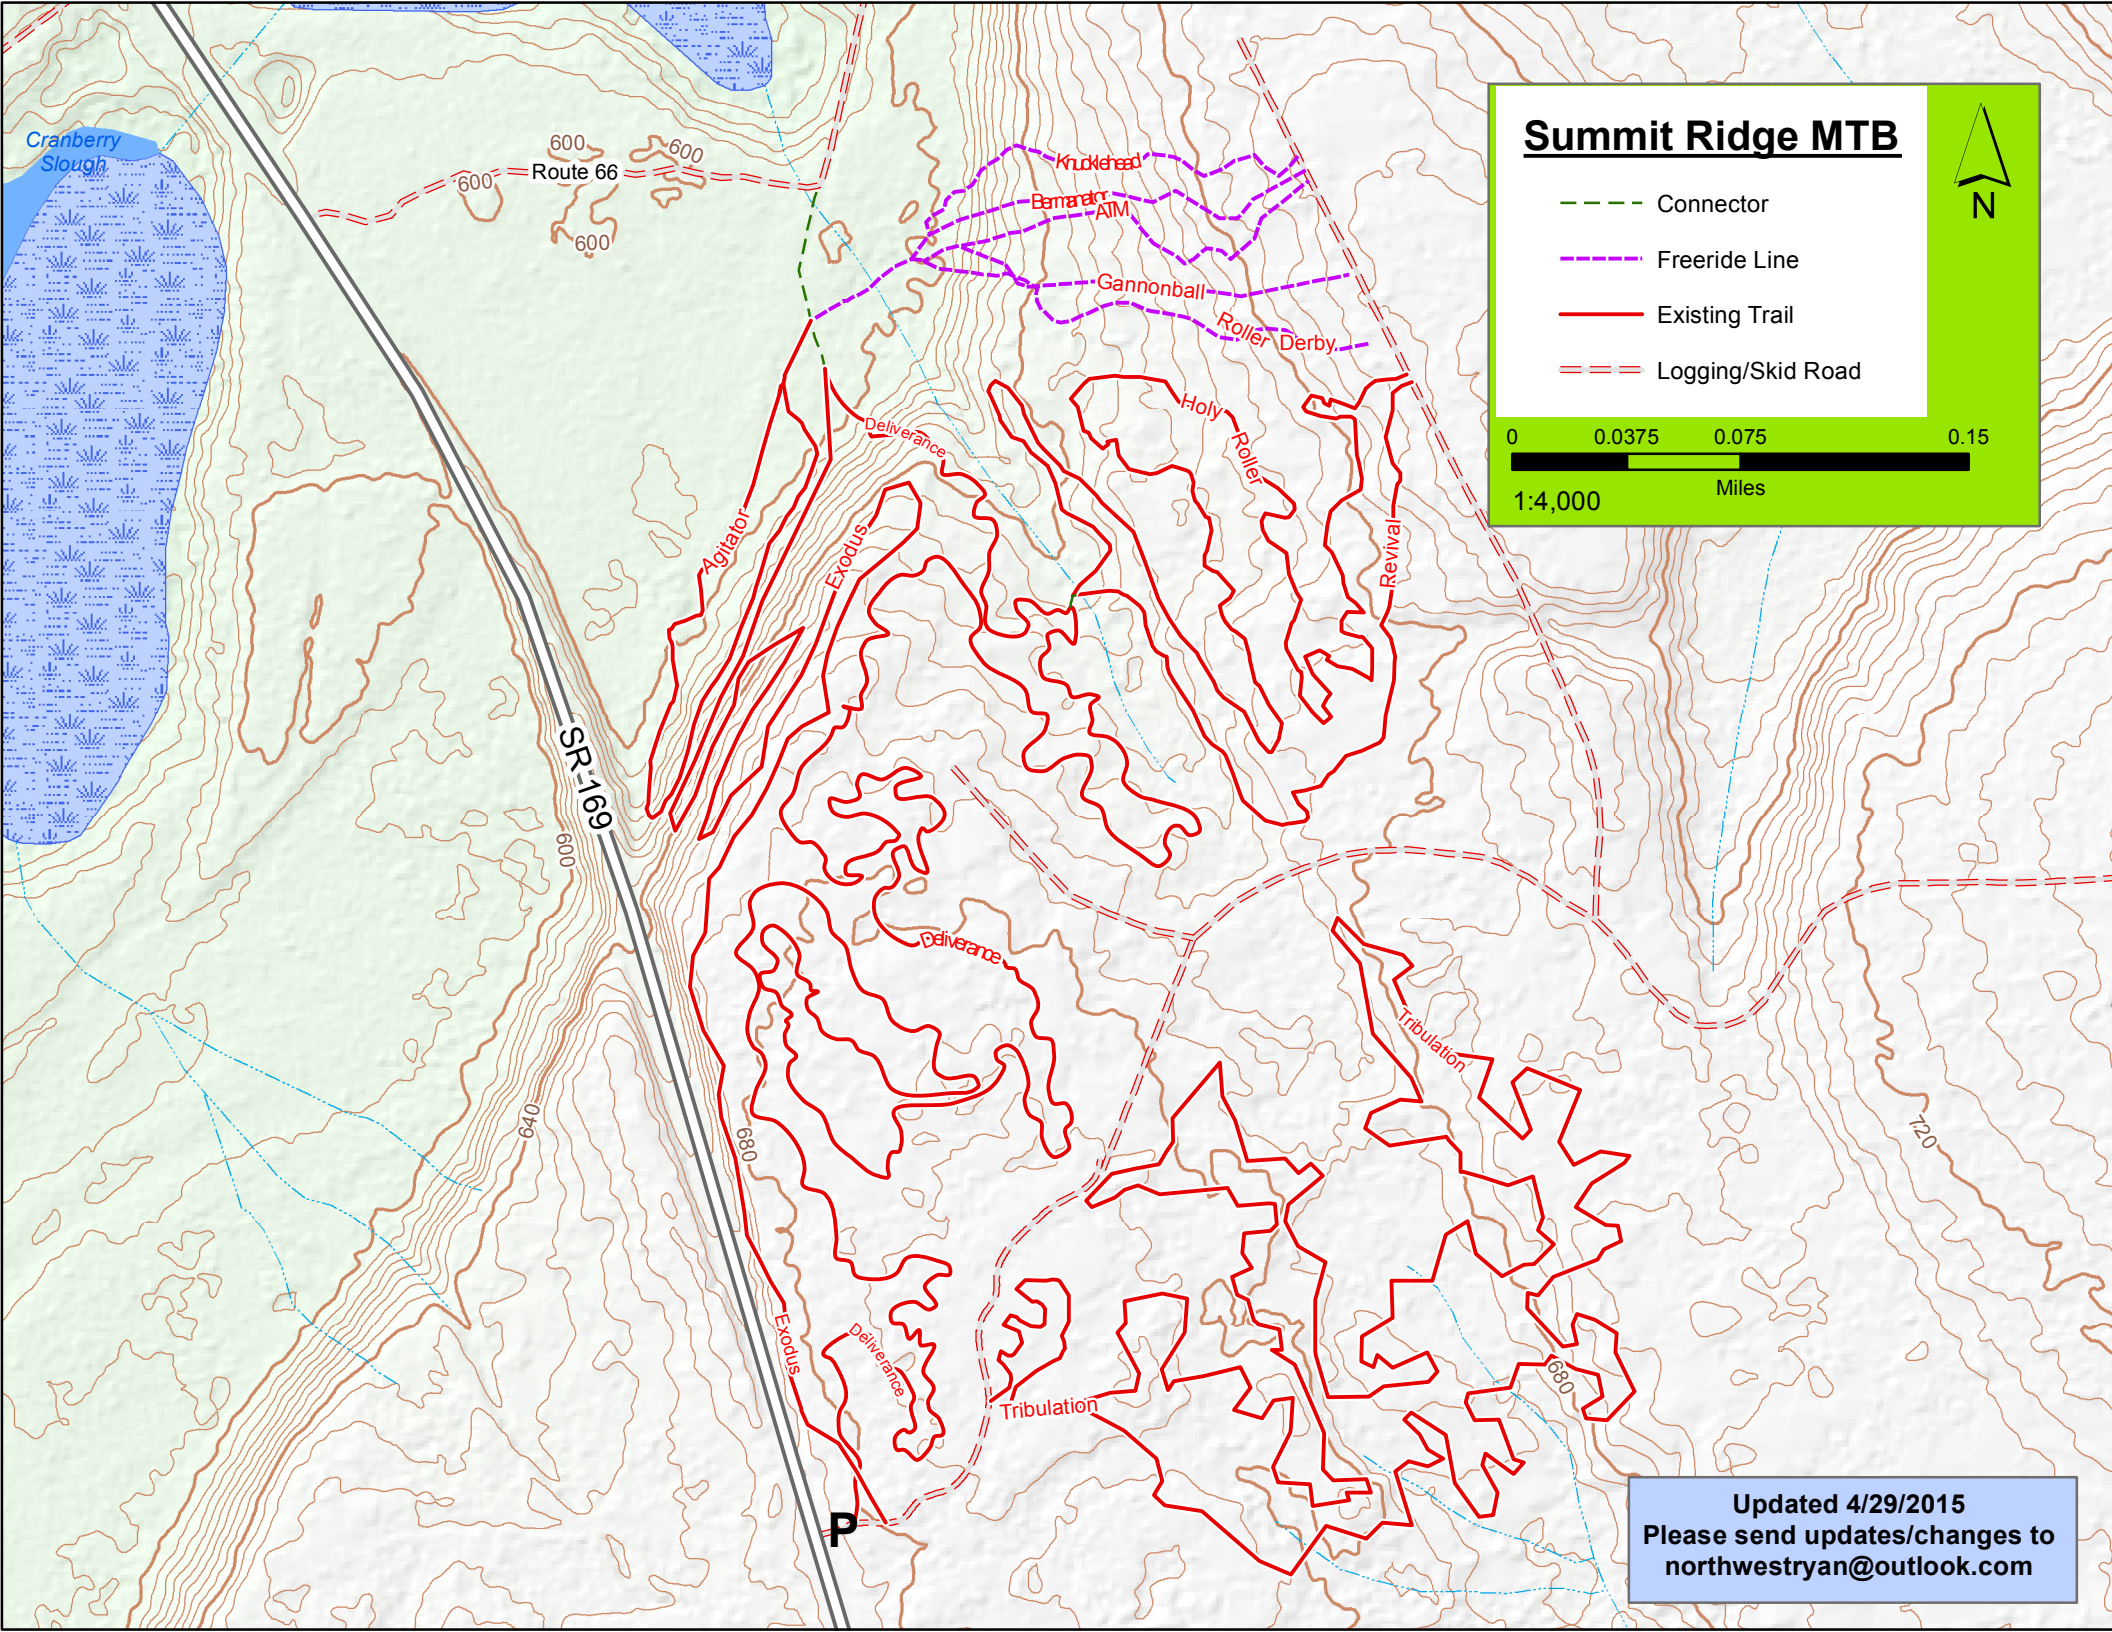 Cranberry
Slough
600
600
600
Route 66
600
Knucklehead
Bermanator
ATM
Gannonball
Roller Derby
Summit Ridge MTB
N
Connector
Freeride Line
Existing Trail
Logging/Skid Road
0 0.0375 0.075 0.15
Miles
1:4,000
Holy
Roller
Deliverance
Agitator
Exodus
Revival
SR-169
600
Deliverance
Tribulation
640
680
720
Exodus
Deliverance
Tribulation
680
P
Updated 4/29/2015
Please send updates/changes to
northwestryan@outlook.com